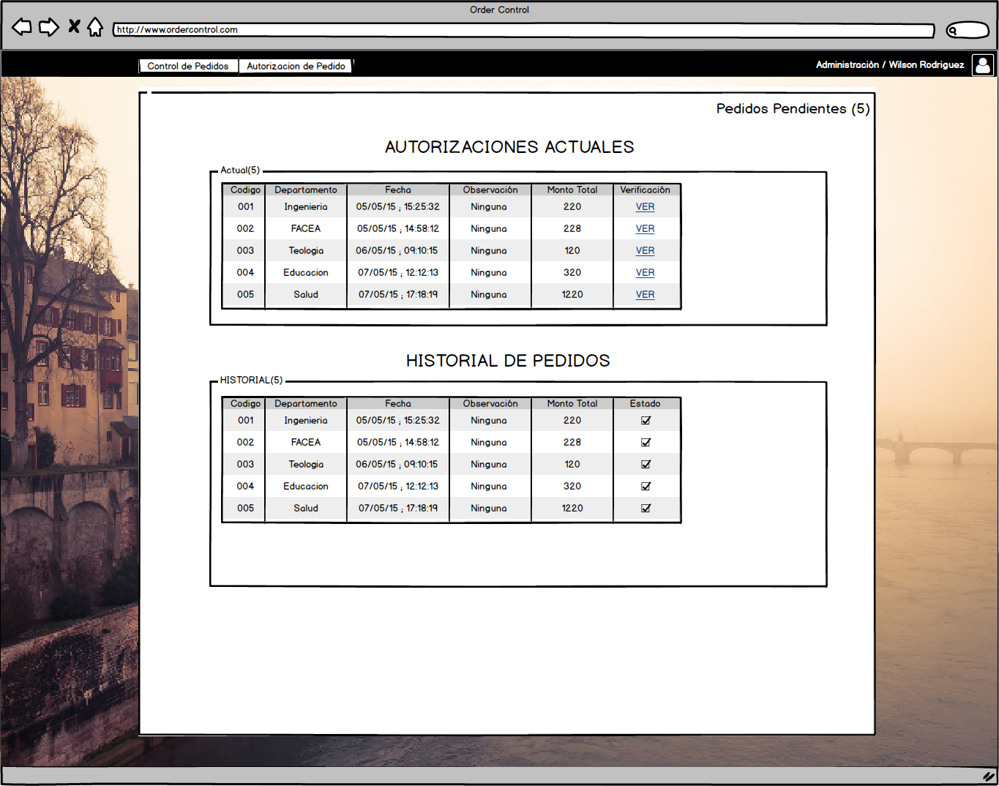 Order Control
http://www.ordercontrol.com
Control de Pedidos Autorizacion de Pedido Administración / Wilson Rodriguez
Pedidos Pendientes (5)
AUTORIZACIONES ACTUALES
Actual(5)
Codigo Departamento Fecha Observación Monto Total Verificación
001 Ingenieria 05/05/15 ; 15:25:32 Ninguna 220 VER
002 FACEA 05/05/15 ; 14:58:12 Ninguna 228 VER
003 Teologia 06/05/15 ; 09:10:15 Ninguna 120 VER
004 Educacion 07/05/15 ; 12:12:13 Ninguna 320 VER
005 Salud 07/05/15 ; 17:18:19 Ninguna 1220 VER
HISTORIAL DE PEDIDOS
HISTORIAL(5)
Codigo Departamento Fecha Observación Monto Total Estado
001 Ingenieria 05/05/15 ; 15:25:32 Ninguna 220
002 FACEA 05/05/15 ; 14:58:12 Ninguna 228
003 Teologia 06/05/15 ; 09:10:15 Ninguna 120
004 Educacion 07/05/15 ; 12:12:13 Ninguna 320
005 Salud 07/05/15 ; 17:18:19 Ninguna 1220